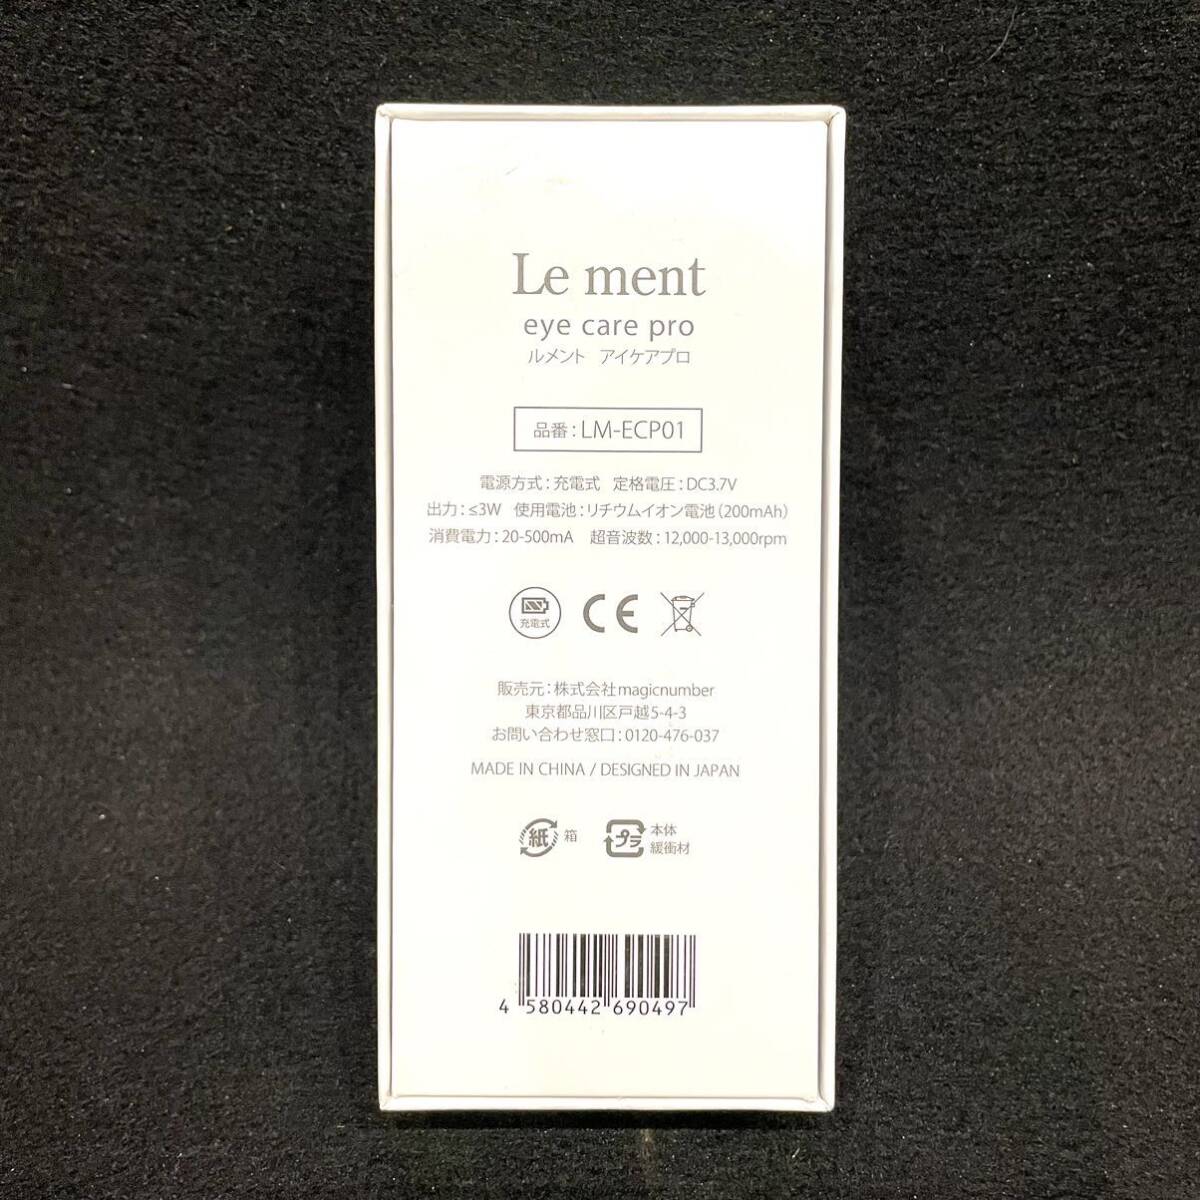 Le ment
eye care pro
ルメント　アイケアプロ
品番：LM-ECP01
電源方式：充電式　定格電圧：DC3.7V
出力：≤3W　使用電池：リチウムイオン電池（200mAh）
消費電力：20-500mA　超音波数：12,000-13,000rpm
充電式
CE
販売元：株式会社magicnumber
東京都品川区戸越5-4-3
お問い合わせ窓口：0120-476-037
MADE IN CHINA / DESIGNED IN JAPAN
紙 箱
プラ 本体
緩衝材
4 580442 690497